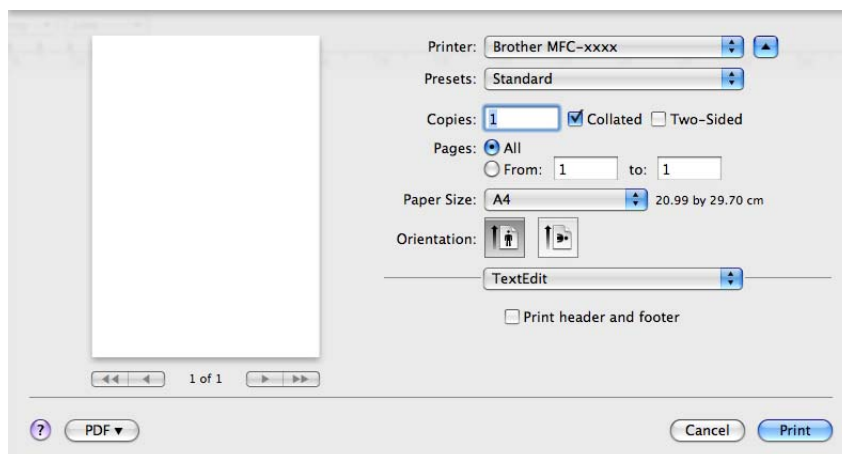 Printer: Brother MFC-xxxx
Presets: Standard
Copies: 1 Collated Two-Sided
Pages: All
From: 1 to: 1
Paper Size: A4 20.99 by 29.70 cm
Orientation:
TextEdit
Print header and footer
1 of 1
? PDF Cancel Print